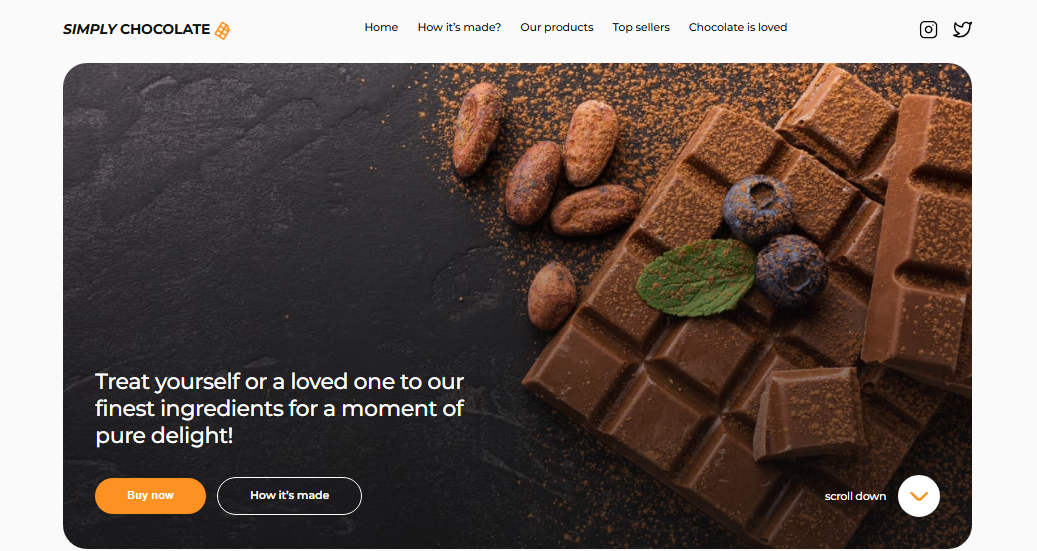 SIMPLY CHOCOLATE
Home How it’s made? Our products Top sellers Chocolate is loved
Treat yourself or a loved one to our
finest ingredients for a moment of
pure delight!
Buy now How it’s made scroll down